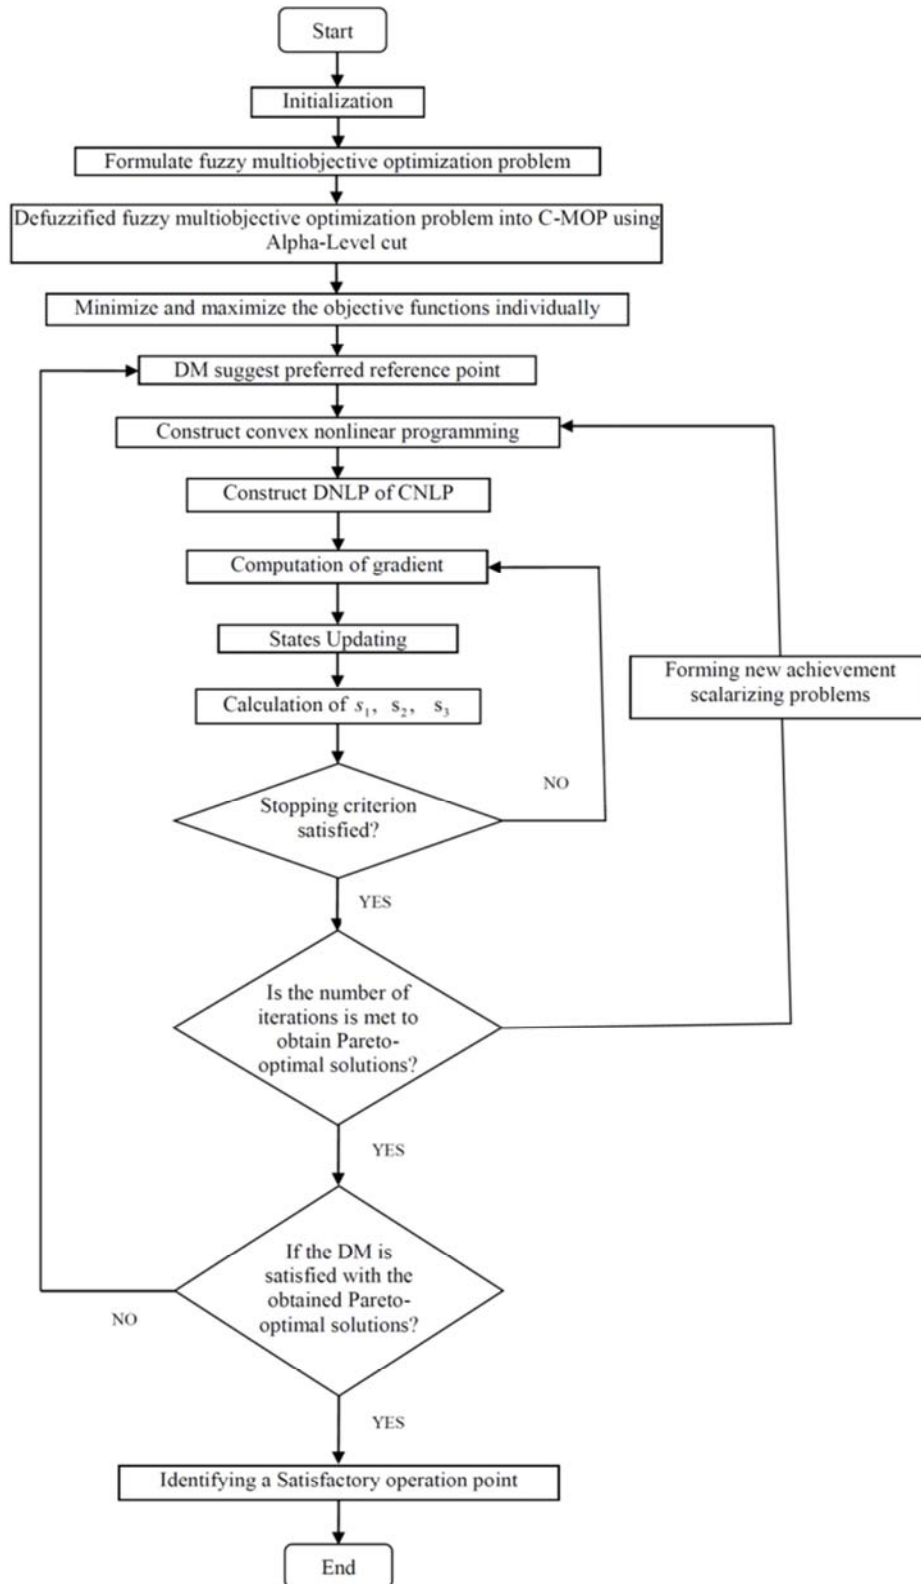 Start
Initialization
Formulate fuzzy multiobjective optimization problem
Defuzzified fuzzy multiobjective optimization problem into C-MOP using
Alpha-Level cut
Minimize and maximize the objective functions individually
DM suggest preferred reference point
Construct convex nonlinear programming
Construct DNLP of CNLP
Computation of gradient
States Updating
Forming new achievement
scalarizing problems
Calculation of s₁, s₂, s₃
NO
Stopping criterion
satisfied?
YES
Is the number of
iterations is met to
obtain Pareto-
optimal solutions?
YES
If the DM is
satisfied with the
obtained Pareto-
optimal solutions?
NO
YES
Identifying a Satisfactory operation point
End